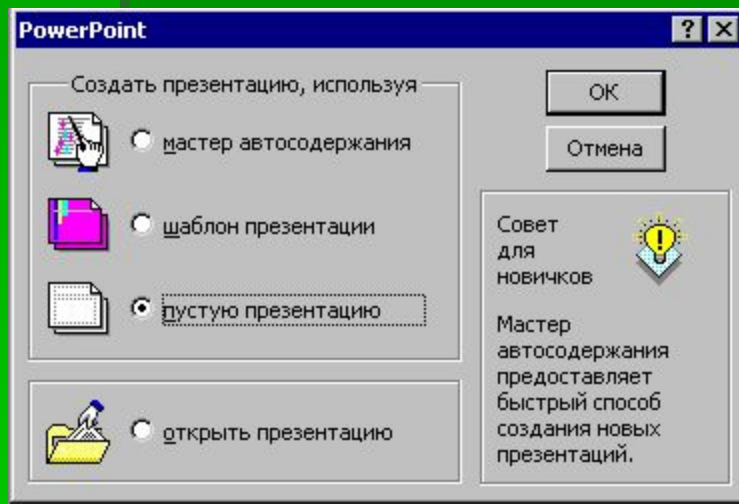 PowerPoint
Создать презентацию, используя
мастер автосодержания
шаблон презентации
пустую презентацию
открыть презентацию
ОК
Отмена
Совет
для
новичков
Мастер
автосодержания
предоставляет
быстрый способ
создания новых
презентаций.